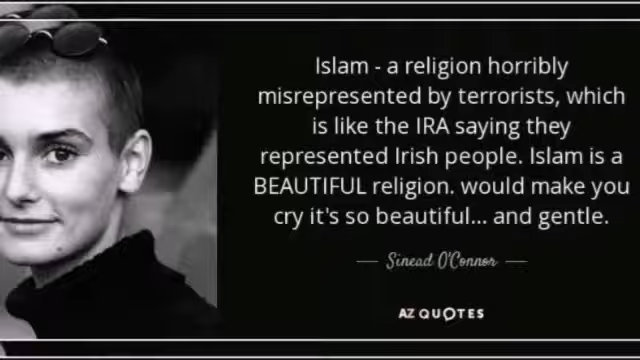 Islam - a religion horribly
misrepresented by terrorists, which
is like the IRA saying they
represented Irish people. Islam is a
BEAUTIFUL religion. would make you
cry it's so beautiful... and gentle.
Sinead O'Connor
AZ QUOTES